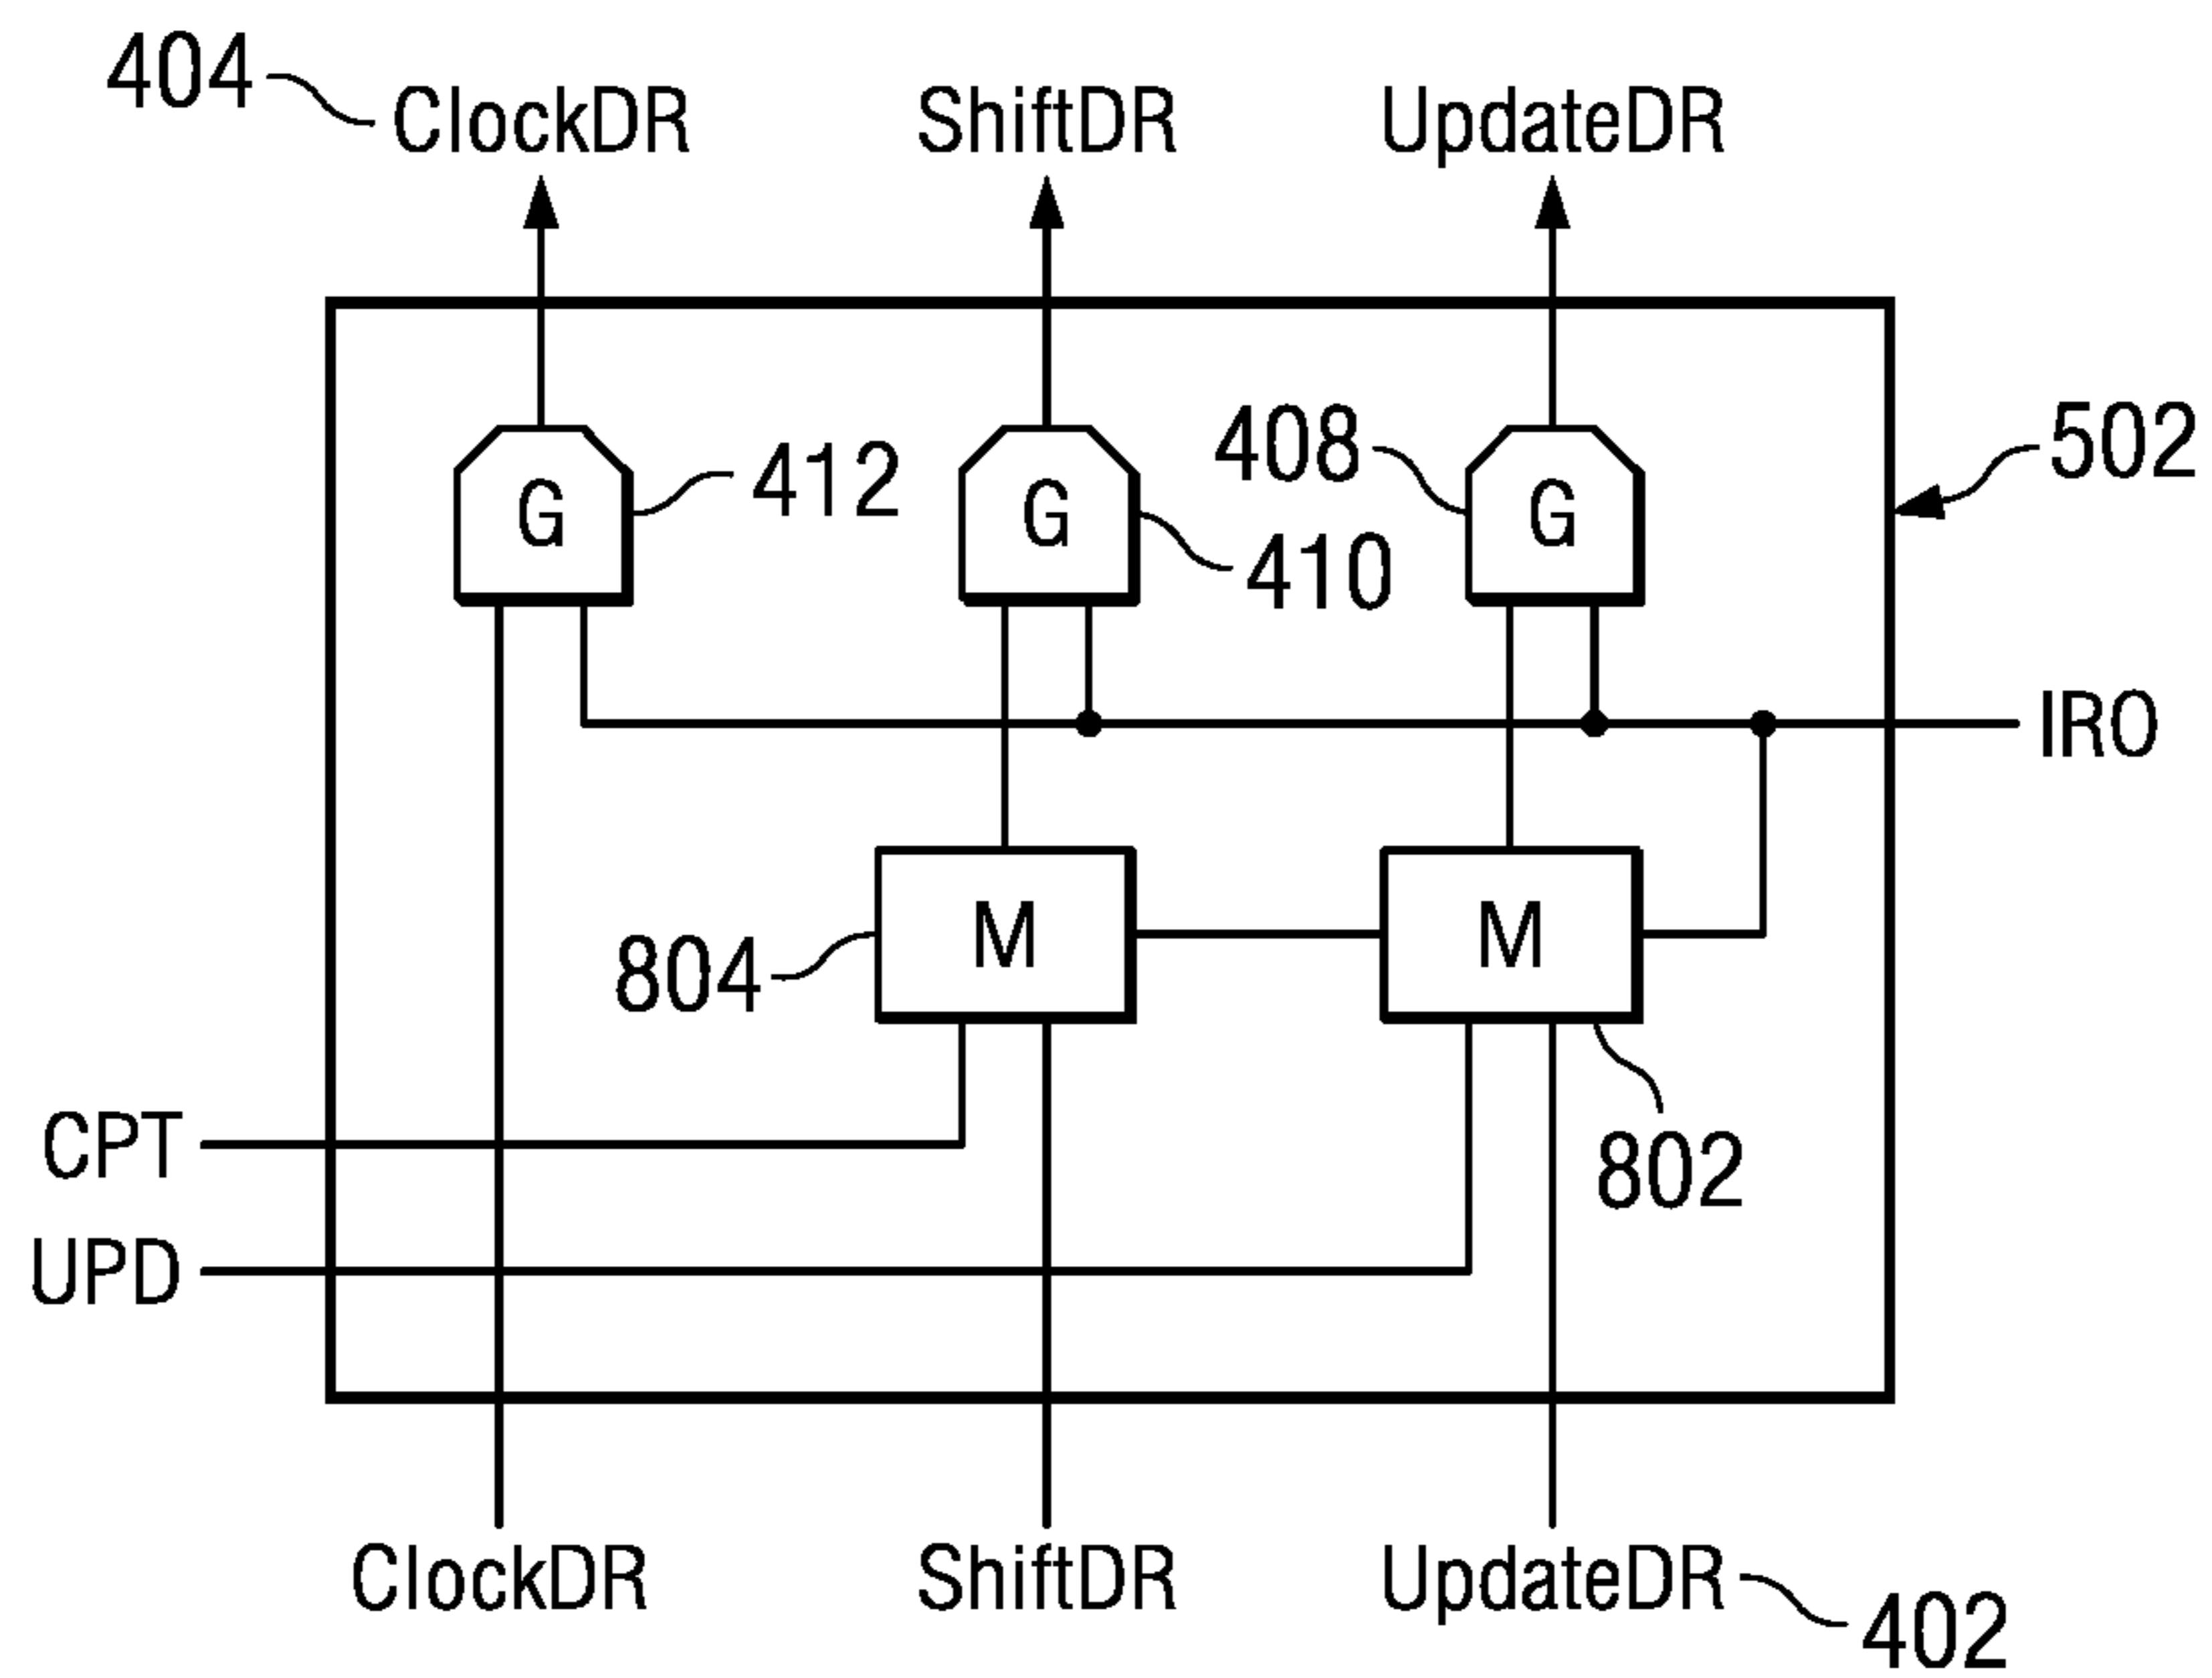 404
ClockDR ShiftDR UpdateDR
G 412 G 410 408 G 502
IRO
804 M M
802
CPT
UPD
ClockDR ShiftDR UpdateDR
402